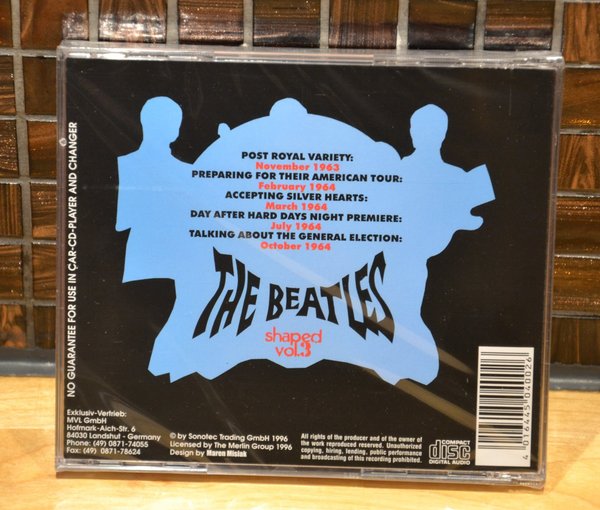 POST ROYAL VARIETY:
November 1963
PREPARING FOR THEIR AMERICAN TOUR:
February 1964
ACCEPTING SILVER HEARTS:
March 1964
DAY AFTER HARD DAYS NIGHT PREMIERE:
July 1964
TALKING ABOUT THE GENERAL ELECTION:
October 1964
THE BEATLES
shaped
vol.3
NO GUARANTEE FOR USE IN CAR-CD-PLAYER AND CHANGER
Exklusiv-Vertrieb:
MVL GmbH
Hofmark-Aich-Str. 6
84030 Landshut - Germany
Phone: (49) 0871-74055
Fax: (49) 0871-78624
© by Sonotec Trading GmbH 1996
Licensed by The Merlin Group 1996
Design by Maren Misiek
All rights of the producer and of the owner of
the work reproduced reserved. Unauthorized
copying, hiring, lending, public performance
and broadcasting of this recording prohibited.
COMPACT
disc
DIGITAL AUDIO
4 016445 040026